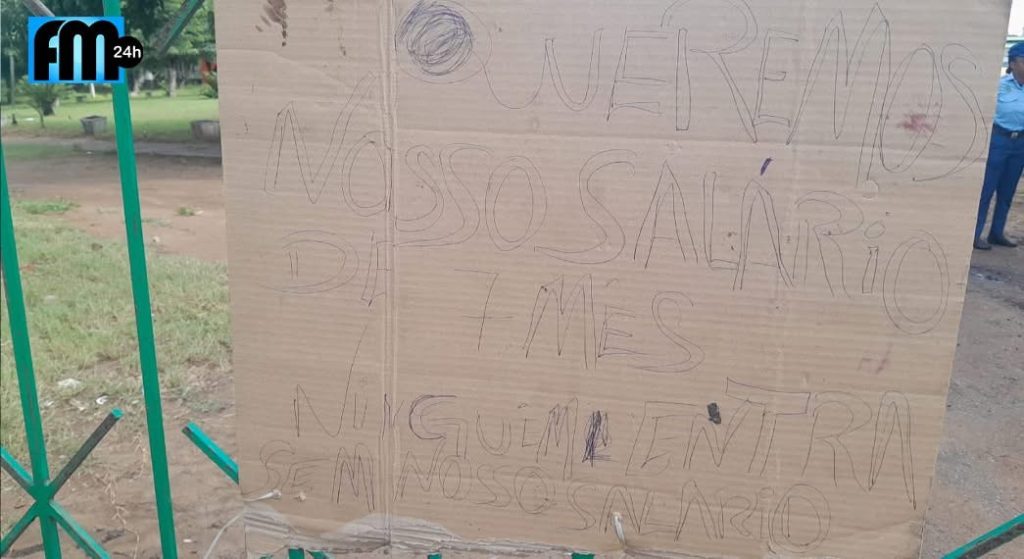 fm 24h
QUEREMOS
NOSSO SALÁRIO
DE 7 MÊS
NINGUÉM ENTRA
SEM NOSSO SALÁRIO